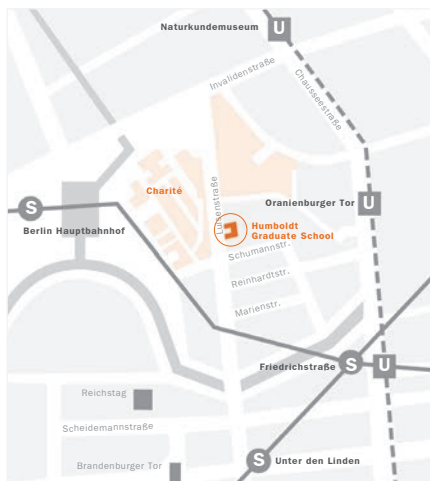 Naturkundemuseum
U
Invalidenstraße
Chausseestraße
Charité
Luisenstraße
Oranienburger Tor
U
S
Berlin Hauptbahnhof
Humboldt
Graduate School
Schumannstr.
Reinhardtstr.
Marienstr.
Friedrichstraße
S
U
Reichstag
Scheidemannstraße
Brandenburger Tor
S
Unter den Linden